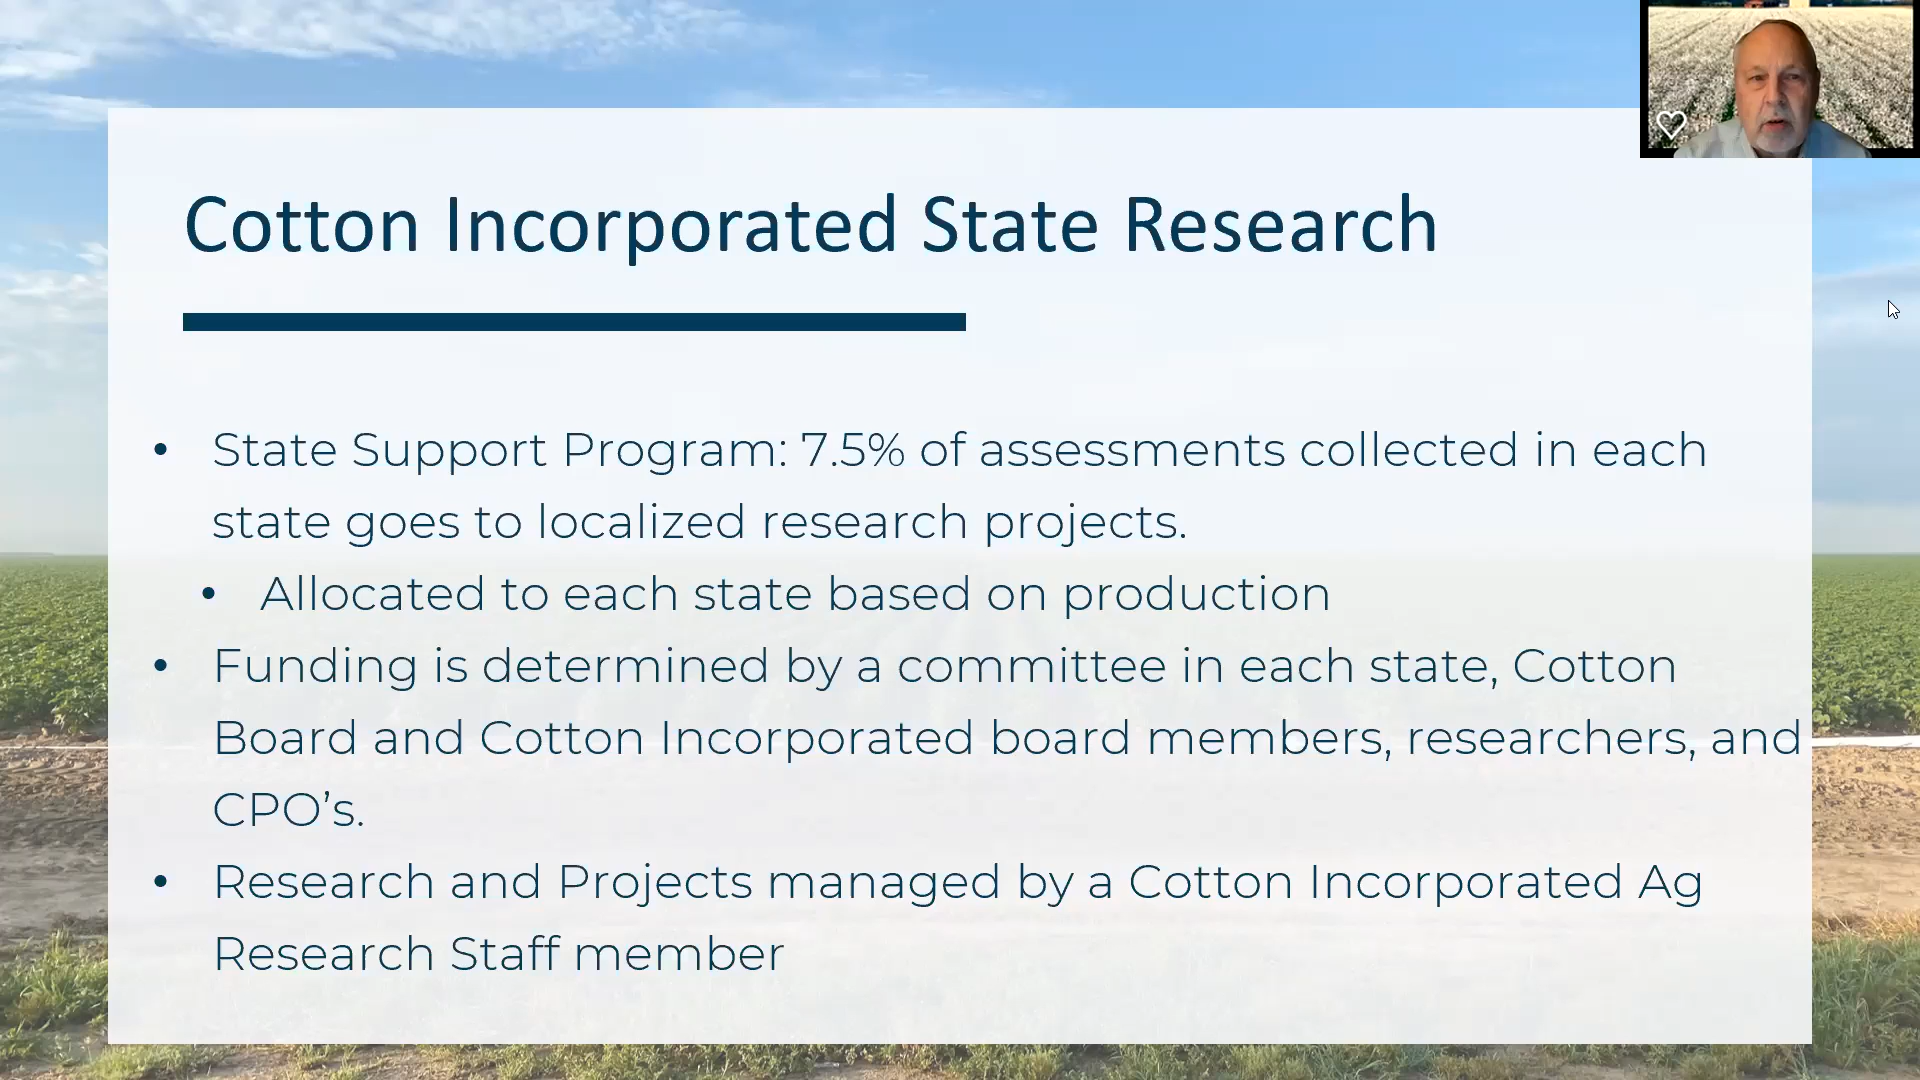 Cotton Incorporated State Research
• State Support Program: 7.5% of assessments collected in each
state goes to localized research projects.
• Allocated to each state based on production
• Funding is determined by a committee in each state, Cotton
Board and Cotton Incorporated board members, researchers, and
CPO’s.
• Research and Projects managed by a Cotton Incorporated Ag
Research Staff member